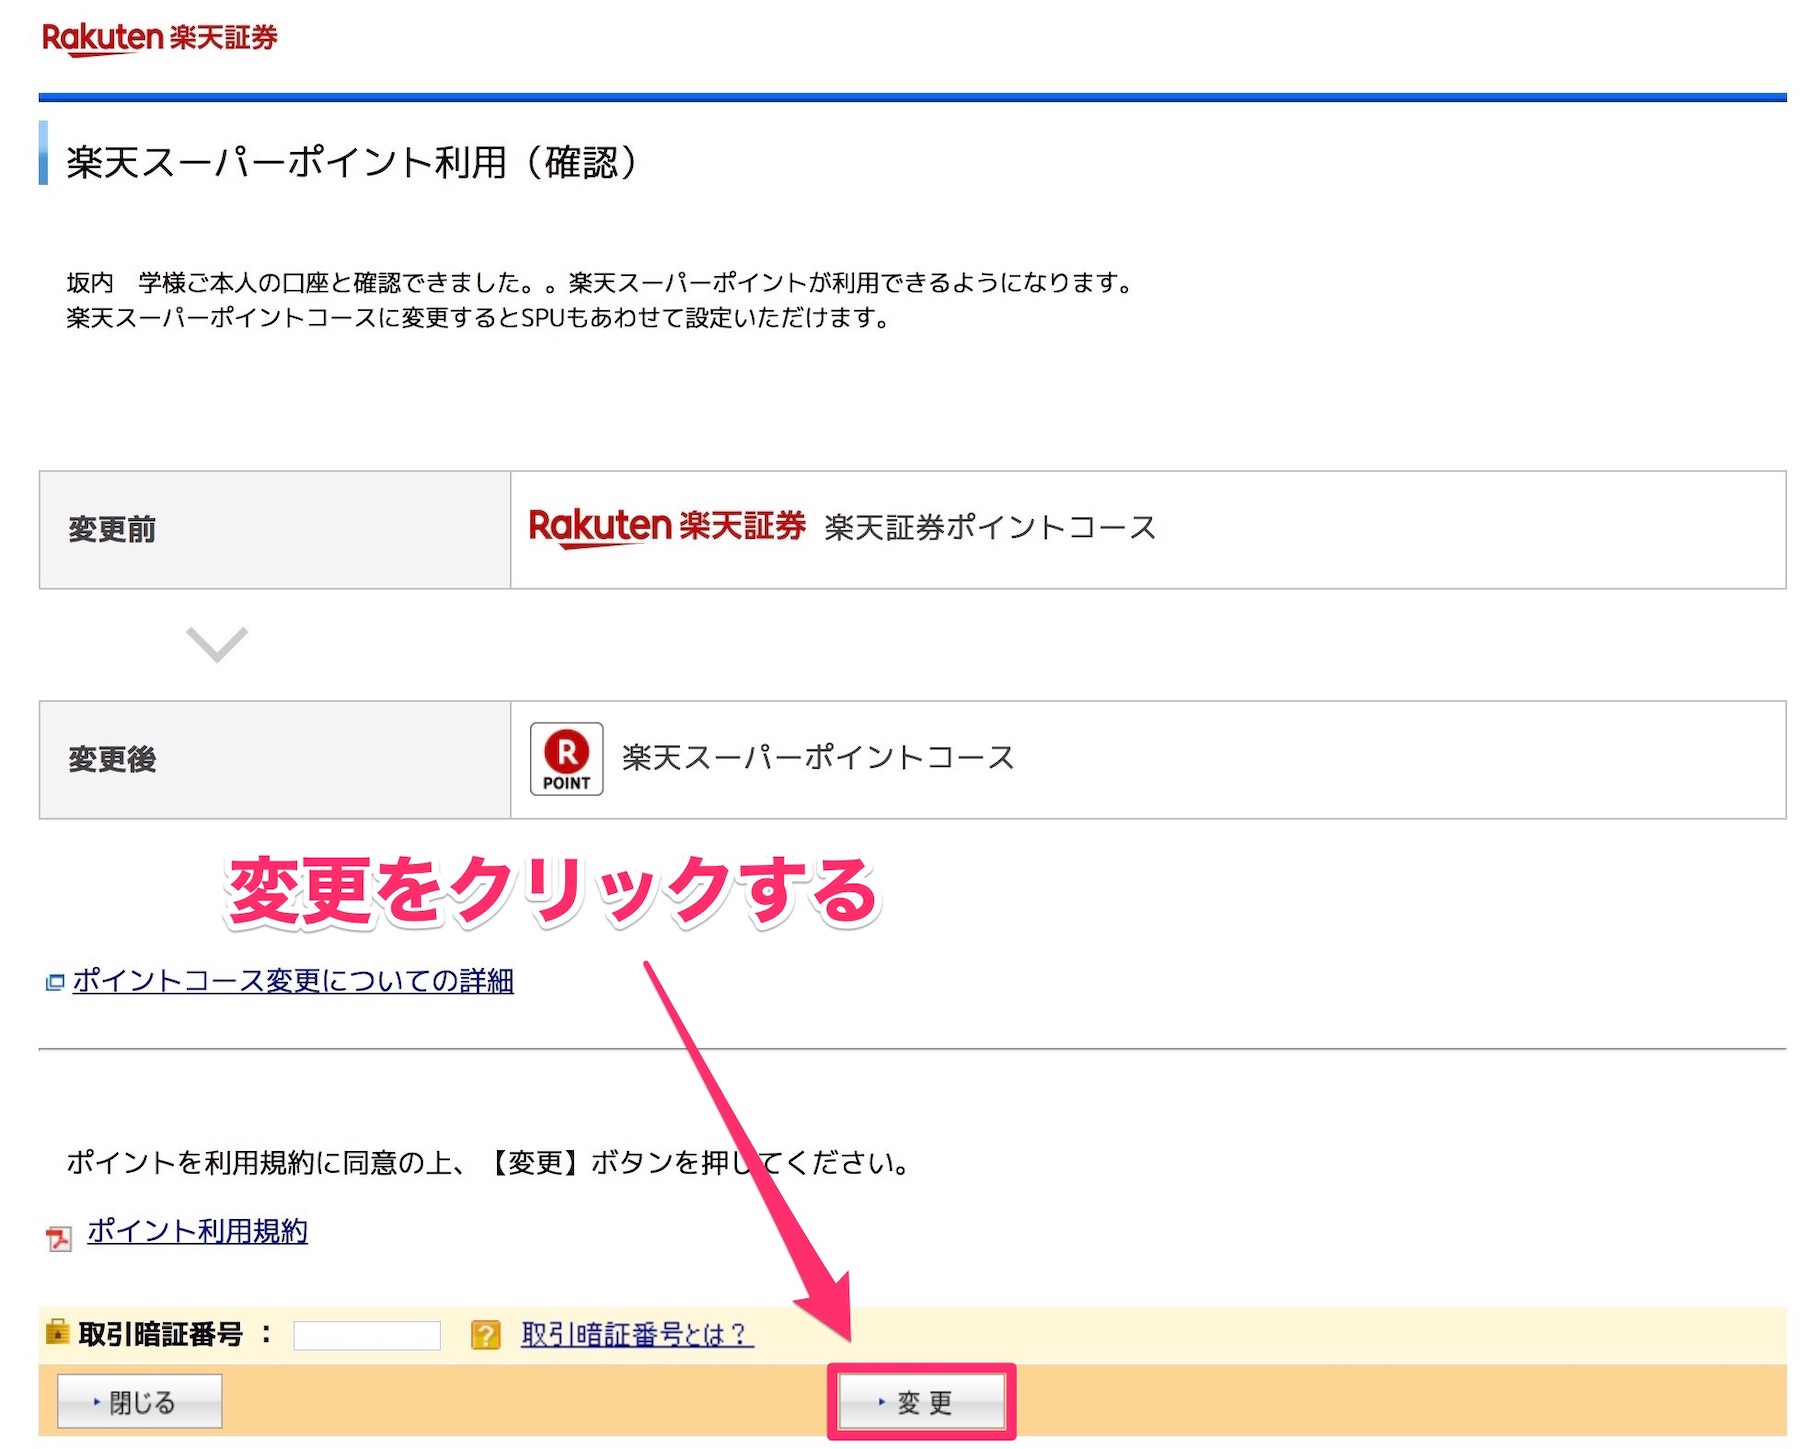 Rakuten 楽天証券
楽天スーパーポイント利用（確認）
坂内　学様ご本人の口座と確認できました。。楽天スーパーポイントが利用できるようになります。
楽天スーパーポイントコースに変更するとSPUもあわせて設定いただけます。
変更前
Rakuten 楽天証券 楽天証券ポイントコース
変更後
R POINT 楽天スーパーポイントコース
変更をクリックする
ポイントコース変更についての詳細
ポイントを利用規約に同意の上、【変更】ボタンを押してください。
ポイント利用規約
取引暗証番号 ： ? 取引暗証番号とは？
閉じる 変 更